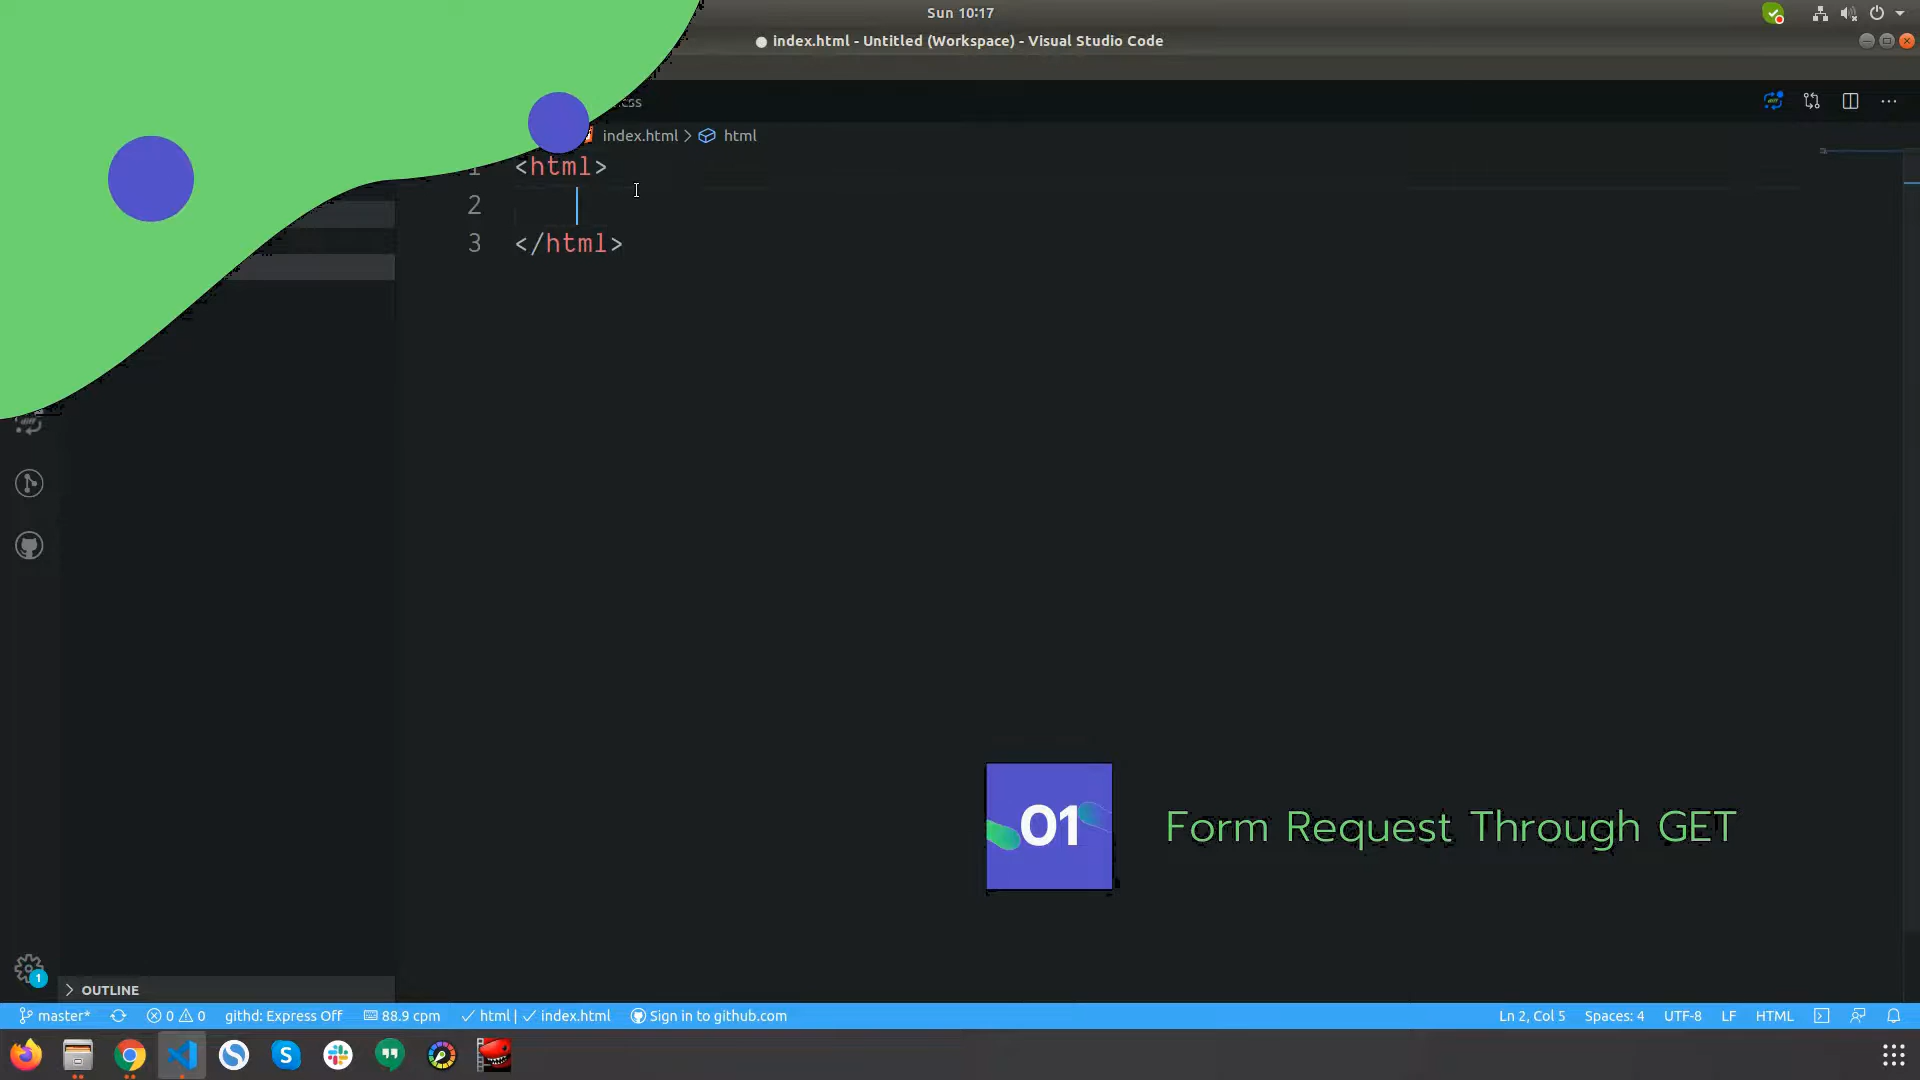 Sun 10:17
● index.html - Untitled (Workspace) - Visual Studio Code
css
index.html > html
1 <html>
2
3 </html>
01
Form Request Through GET
1
> OUTLINE
master* 0 0 githd: Express Off 88.9 cpm ✓ html | ✓ index.html Sign in to github.com Ln 2, Col 5 Spaces: 4 UTF-8 LF HTML